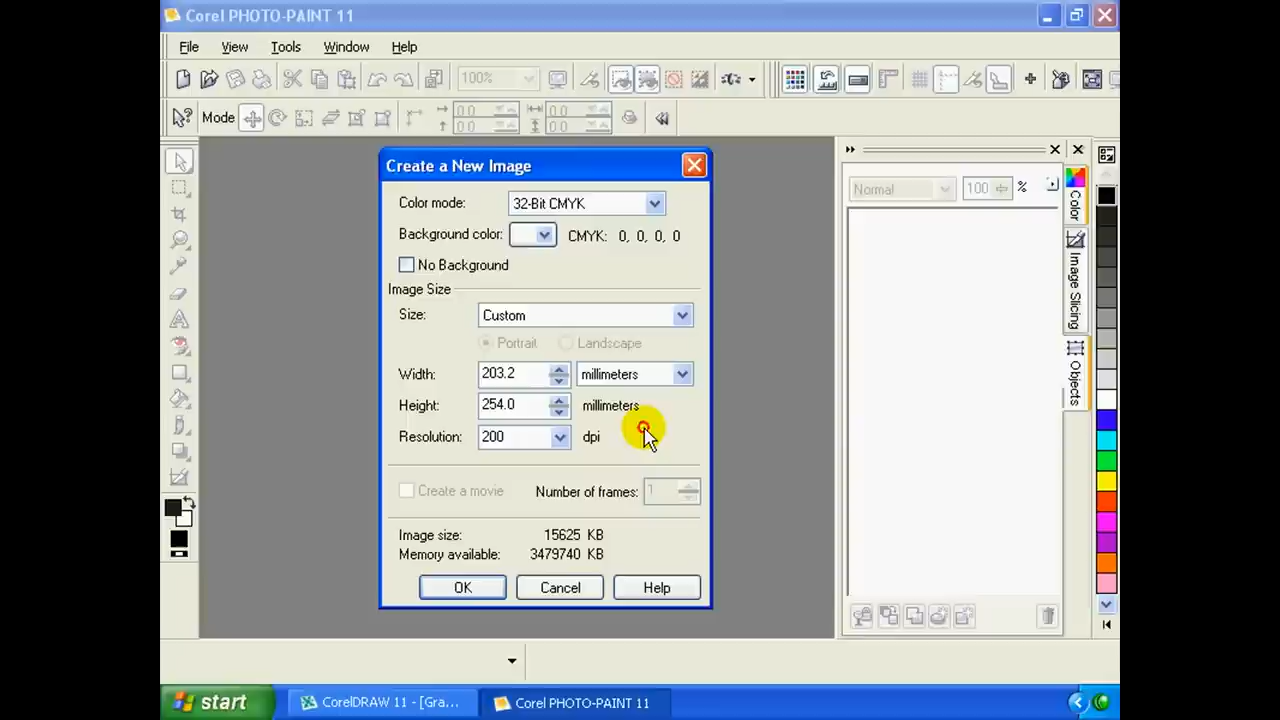 Corel PHOTO-PAINT 11
File View Tools Window Help
100%
Mode
Create a New Image
Color mode: 32-Bit CMYK
Background color: CMYK: 0, 0, 0, 0
No Background
Image Size
Size: Custom
Portrait Landscape
Width: 203.2 millimeters
Height: 254.0 millimeters
Resolution: 200 dpi
Create a movie Number of frames: 1
Image size: 15625 KB
Memory available: 3479740 KB
OK Cancel Help
Normal 100 %
Color
Image Slicing
Objects
start CorelDRAW 11 - [Gra... Corel PHOTO-PAINT 11